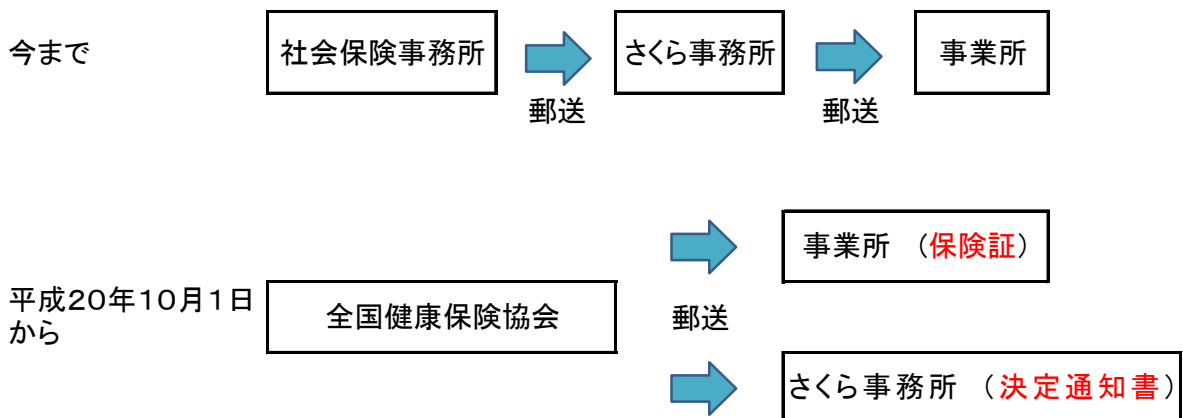 今まで
社会保険事務所
さくら事務所
事業所
郵送
郵送
事業所 （保険証）
平成２０年１０月１日
から
全国健康保険協会
郵送
さくら事務所 （決定通知書）